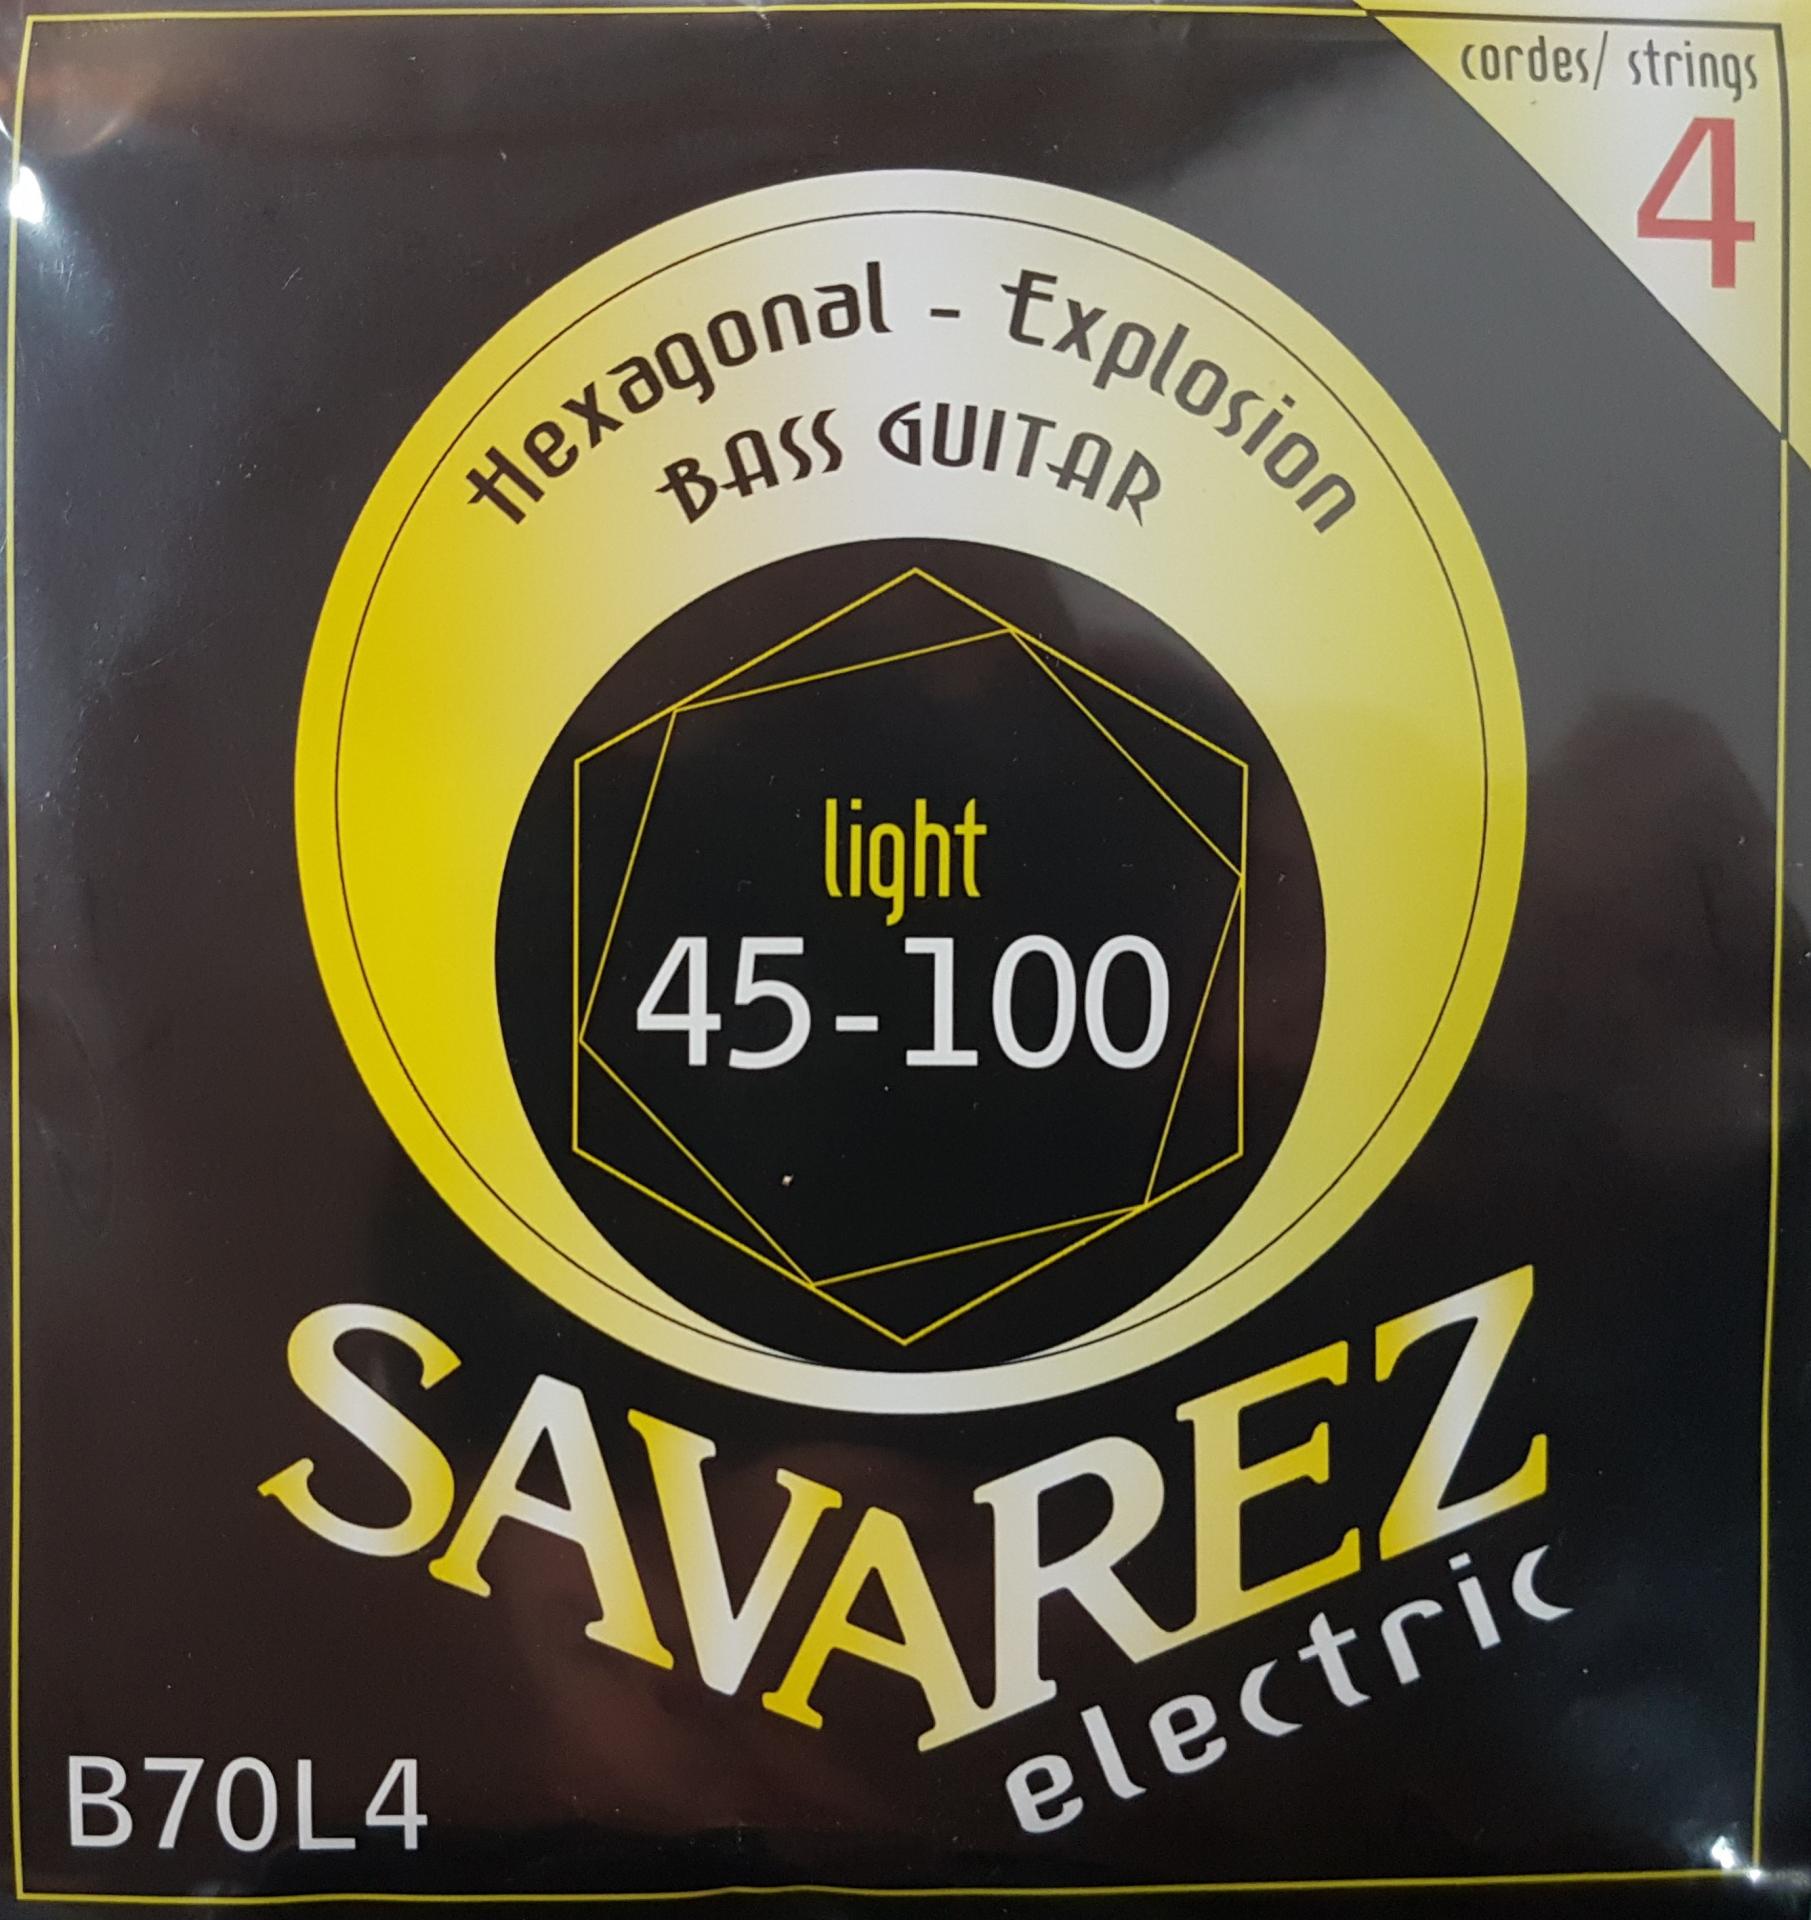 cordes/ strings
4
Hexagonal - Explosion
BASS GUITAR
light
45-100
SAVAREZ
electric
B70L4